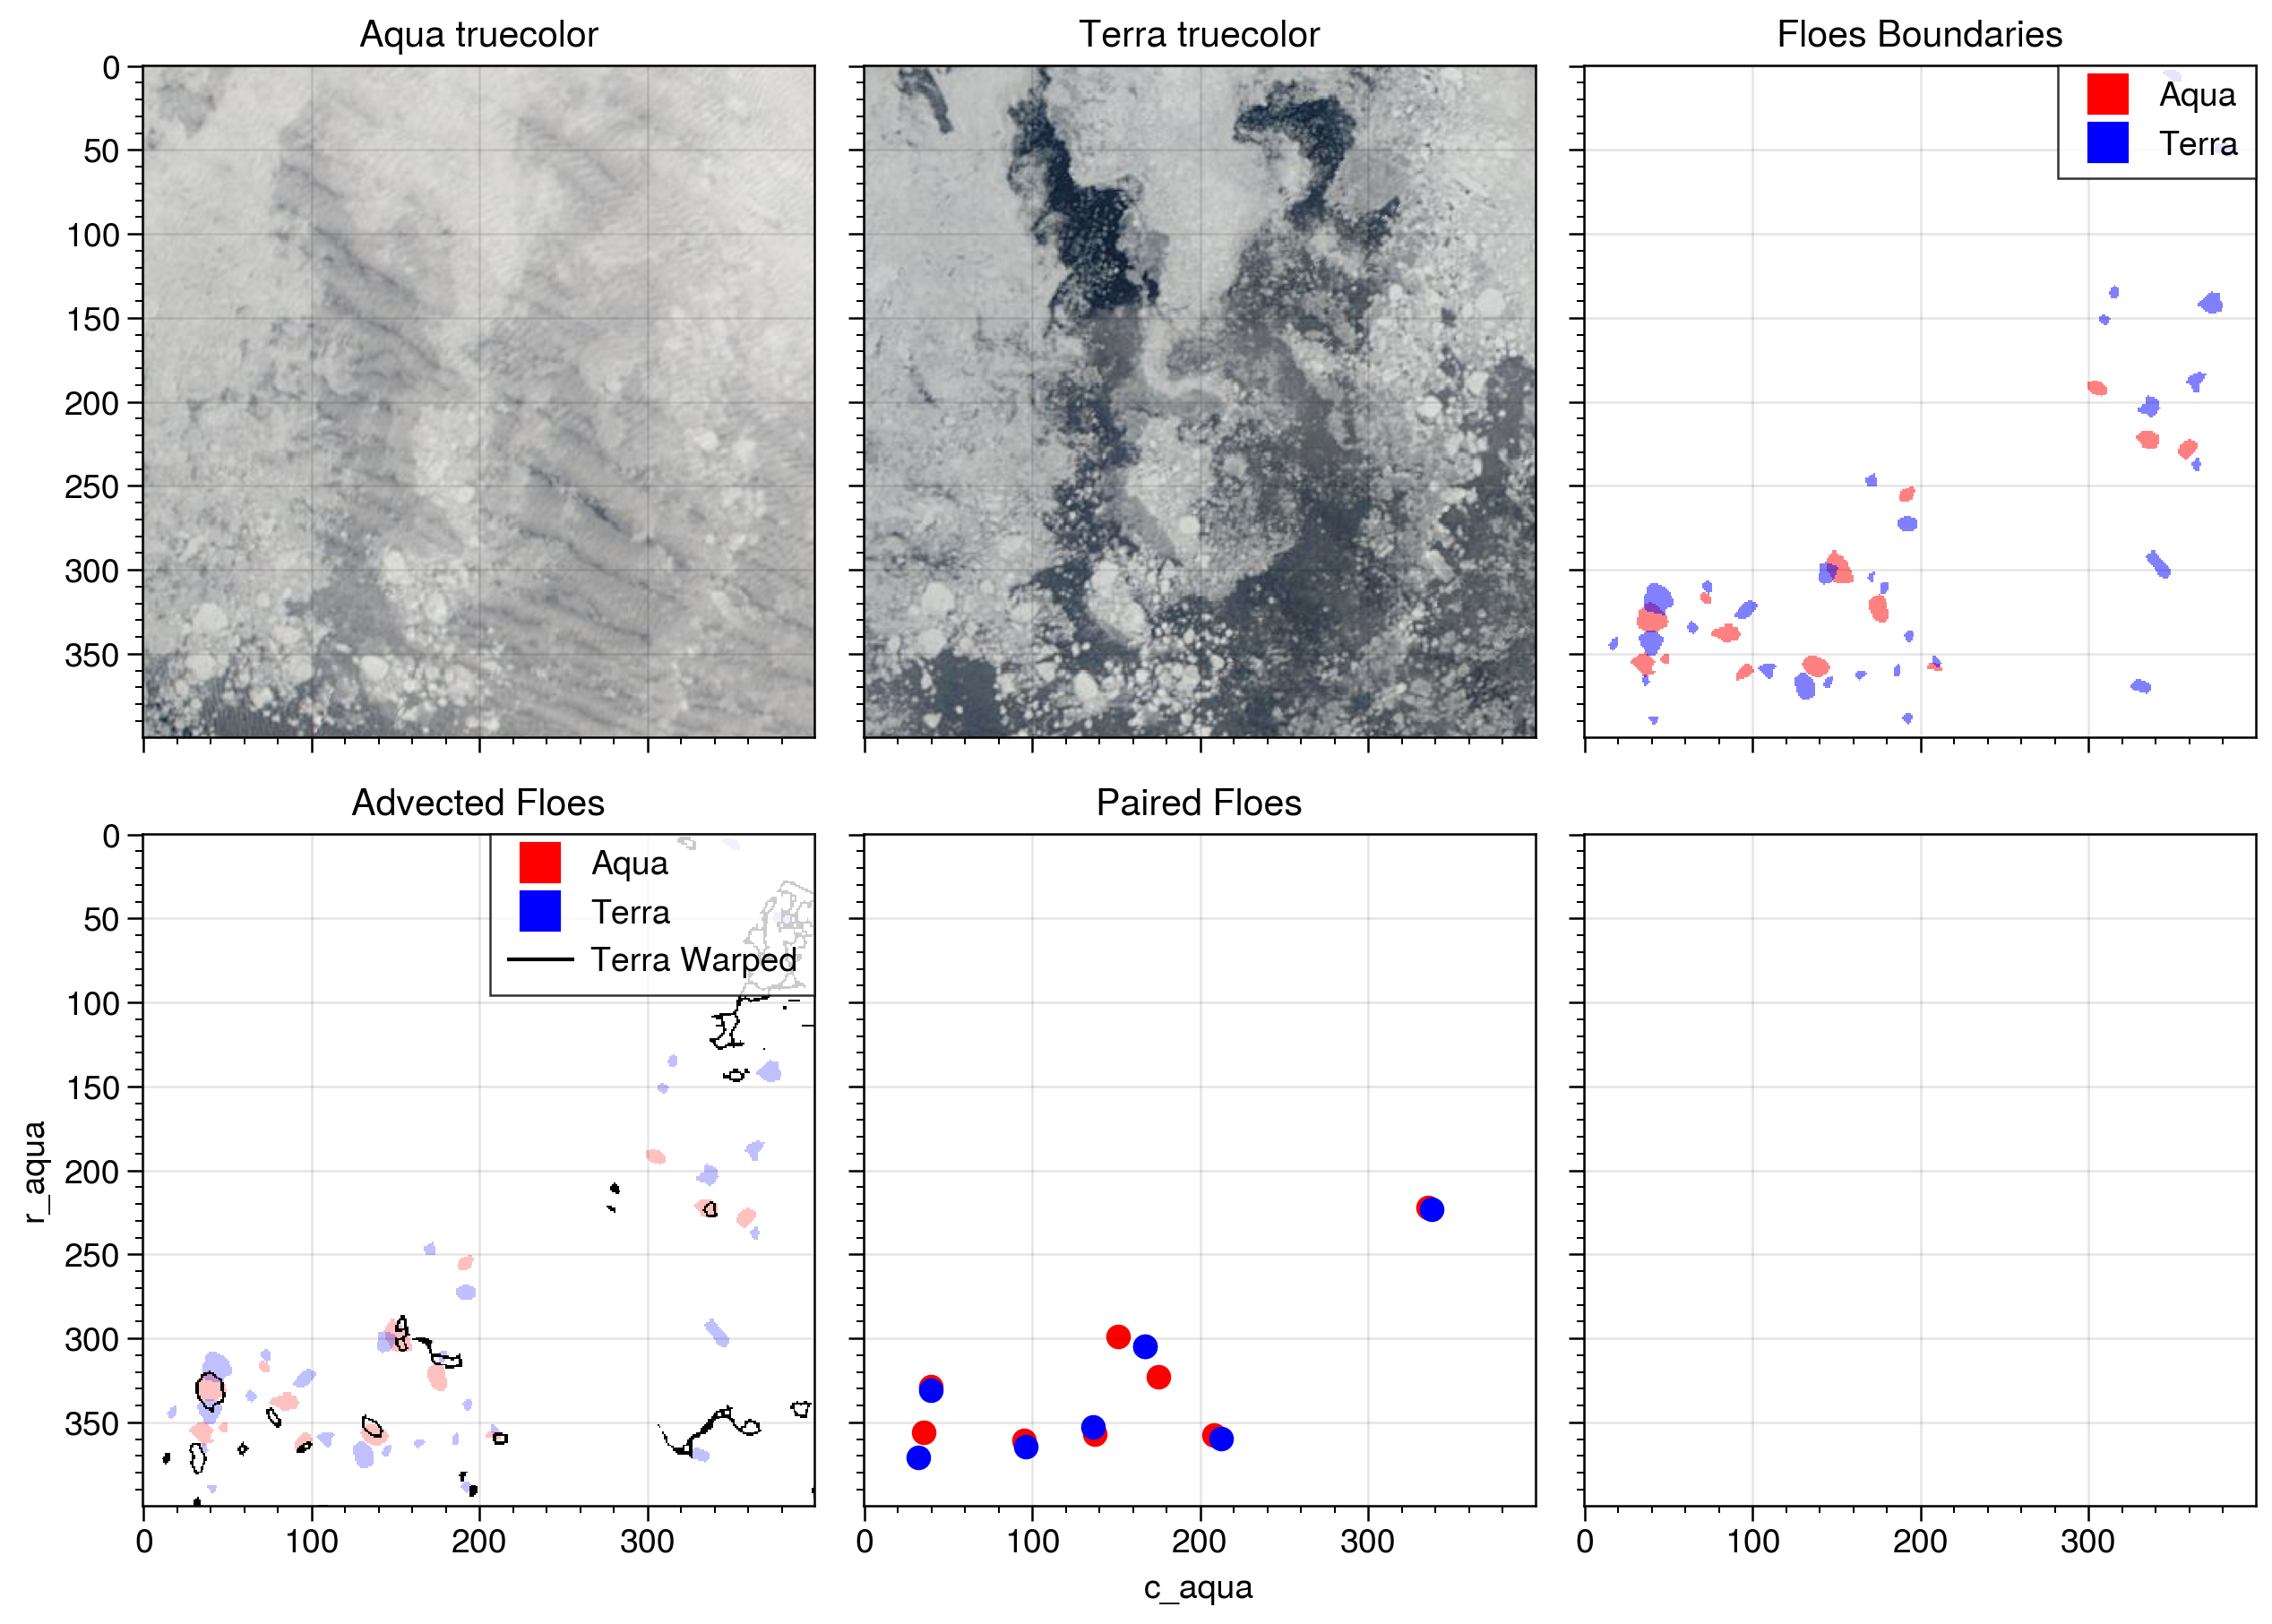 Aqua truecolor
Terra truecolor
Floes Boundaries
0
50
100
150
200
250
300
350
Aqua
Terra
Advected Floes
Paired Floes
r_aqua
0
50
100
150
200
250
300
350
Aqua
Terra
Terra Warped
0 100 200 300
0 100 200 300
0 100 200 300
c_aqua